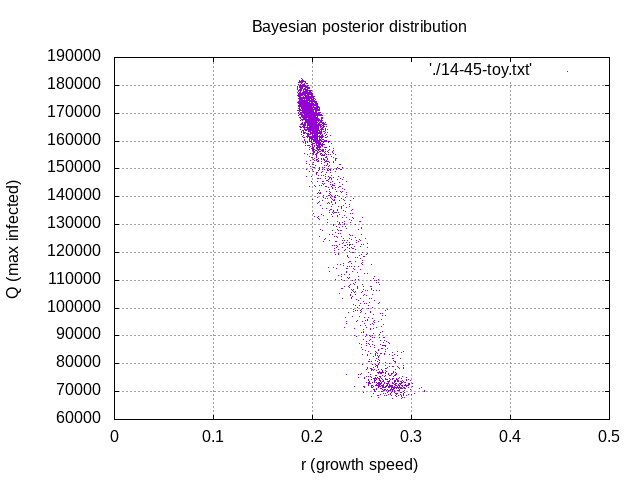 Bayesian posterior distribution
'./14-45-toy.txt'
Q (max infected)
190000
180000
170000
160000
150000
140000
130000
120000
110000
100000
90000
80000
70000
60000
0 0.1 0.2 0.3 0.4 0.5
r (growth speed)